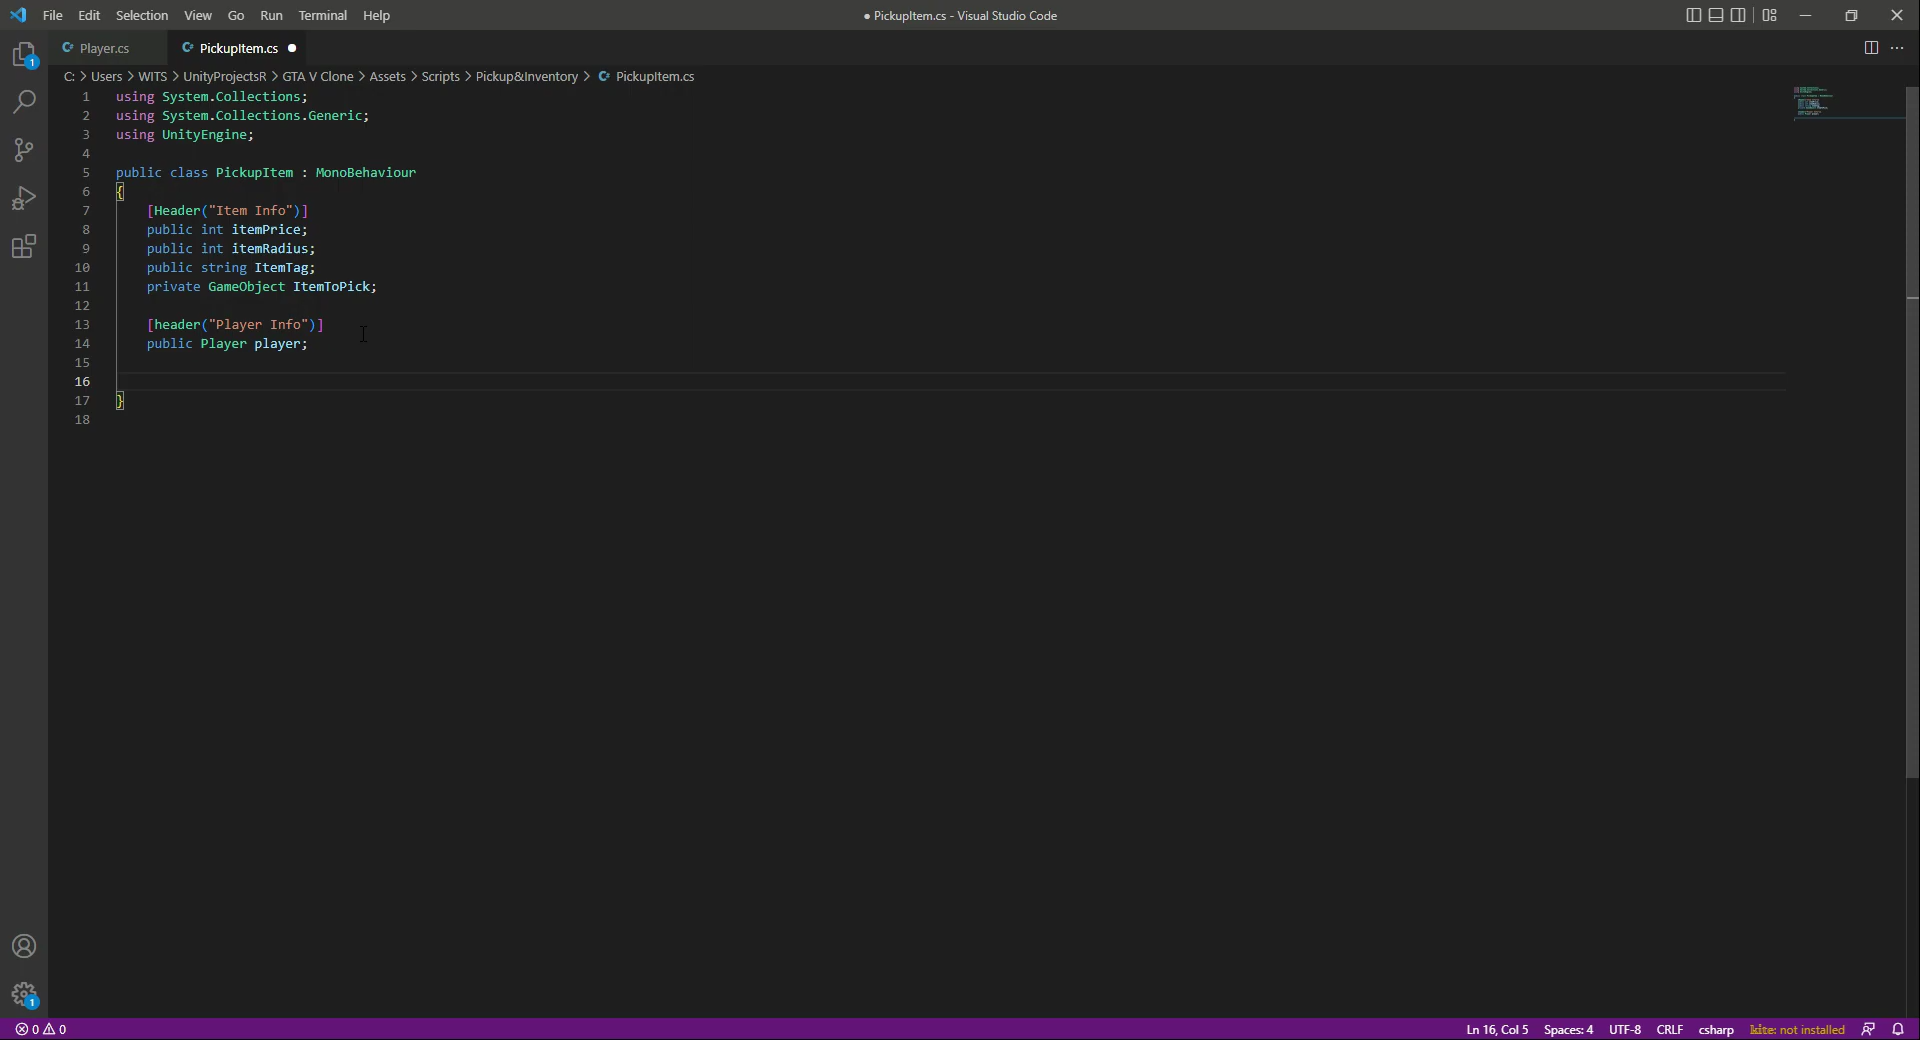 File Edit Selection View Go Run Terminal Help
● PickupItem.cs - Visual Studio Code
Player.cs
PickupItem.cs ●
C: > Users > WITS > UnityProjectsR > GTA V Clone > Assets > Scripts > Pickup&Inventory > PickupItem.cs
1 using System.Collections;
2 using System.Collections.Generic;
3 using UnityEngine;
4
5 public class PickupItem : MonoBehaviour
6 {
7 [Header("Item Info")]
8 public int itemPrice;
9 public int itemRadius;
10 public string ItemTag;
11 private GameObject ItemToPick;
12
13 [header("Player Info")]
14 public Player player;
15
16
17 }
18
1
1
0 0
Ln 16, Col 5 Spaces: 4 UTF-8 CRLF csharp kite: not installed